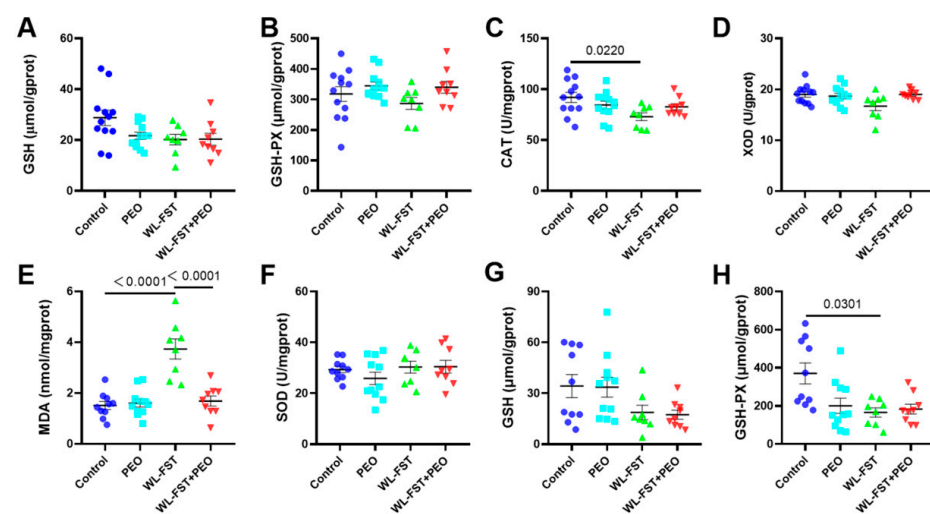 A
GSH (μmol/gprot)
60
40
20
0
Control
PEO
WL-FST
WL-FST+PEO
B
GSH-PX (μmol/gprot)
500
400
300
200
100
0
Control
PEO
WL-FST
WL-FST+PEO
C
CAT (U/mgprot)
150
100
50
0
0.0220
Control
PEO
WL-FST
WL-FST+PEO
D
XOD (U/gprot)
30
20
10
0
Control
PEO
WL-FST
WL-FST+PEO
E
MDA (nmol/mgprot)
6
4
2
0
<0.0001
<0.0001
Control
PEO
WL-FST
WL-FST+PEO
F
SOD (U/mgprot)
60
40
20
0
Control
PEO
WL-FST
WL-FST+PEO
G
GSH (μmol/gprot)
90
60
30
0
Control
PEO
WL-FST
WL-FST+PEO
H
GSH-PX (μmol/gprot)
800
600
400
200
0
0.0301
Control
PEO
WL-FST
WL-FST+PEO